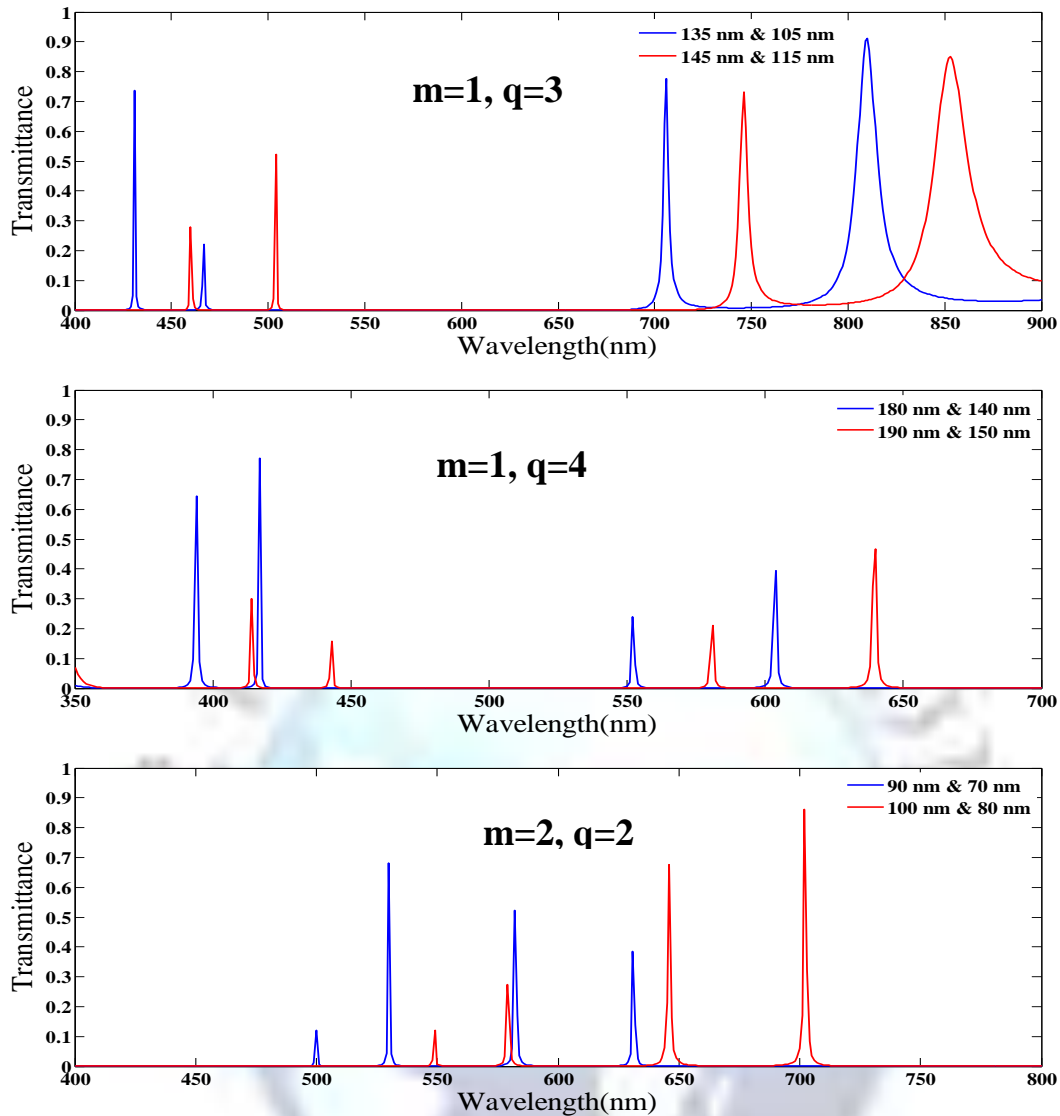 1
0.9
0.8
0.7
0.6
0.5
0.4
0.3
0.2
0.1
0
Transmittance
m=1, q=3
135 nm & 105 nm
145 nm & 115 nm
400 450 500 550 600 650 700 750 800 850 900
Wavelength(nm)
1
0.9
0.8
0.7
0.6
0.5
0.4
0.3
0.2
0.1
0
Transmittance
m=1, q=4
180 nm & 140 nm
190 nm & 150 nm
350 400 450 500 550 600 650 700
Wavelength(nm)
1
0.9
0.8
0.7
0.6
0.5
0.4
0.3
0.2
0.1
0
Transmittance
m=2, q=2
90 nm & 70 nm
100 nm & 80 nm
400 450 500 550 600 650 700 750 800
Wavelength(nm)